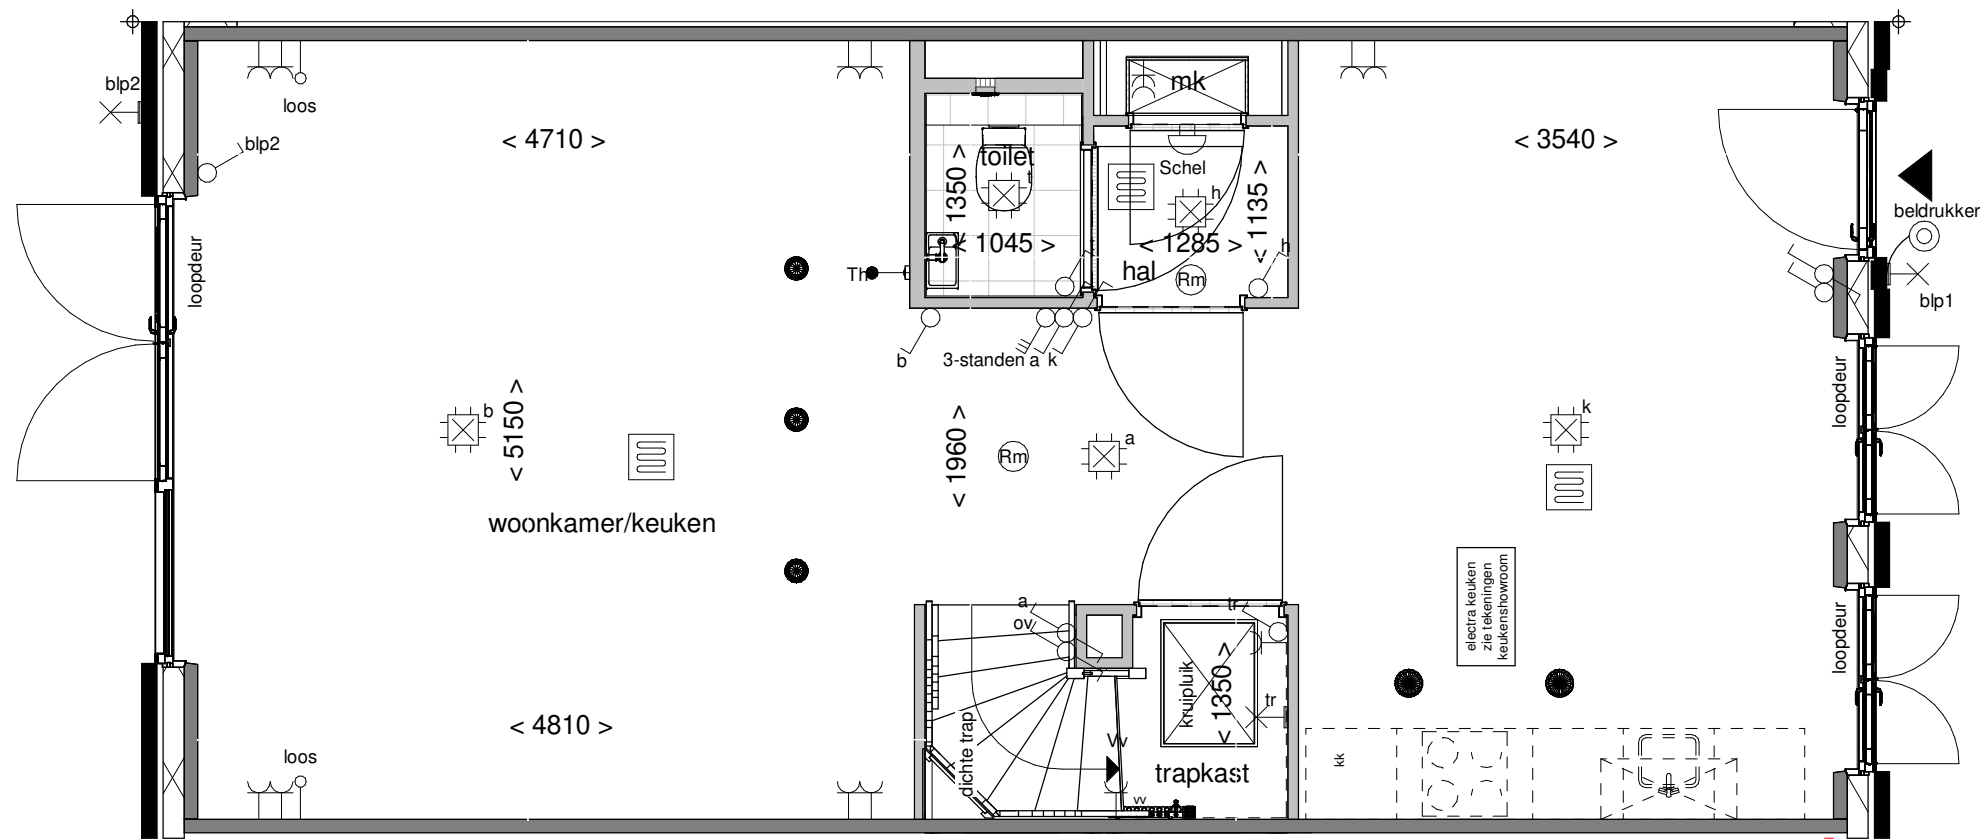 blp2
loos
blp2
< 4710 >
toilet
t
< 1350 >
< 1045 >
mk
Schel
h
< 1135 >
< 1285 >
hal
Rm
h
< 3540 >
beldrukker
blp1
loopdeur
Th
b
3-standen a k
b
< 5150 >
< 1960 >
Rm
a
k
loopdeur
woonkamer/keuken
electra keuken
zie tekeningen
keukenshowroom
loopdeur
a
ov
tr
kruipluik
< 1350 >
tr
< 4810 >
dichte trap
Vv
trapkast
vv
kk
loos